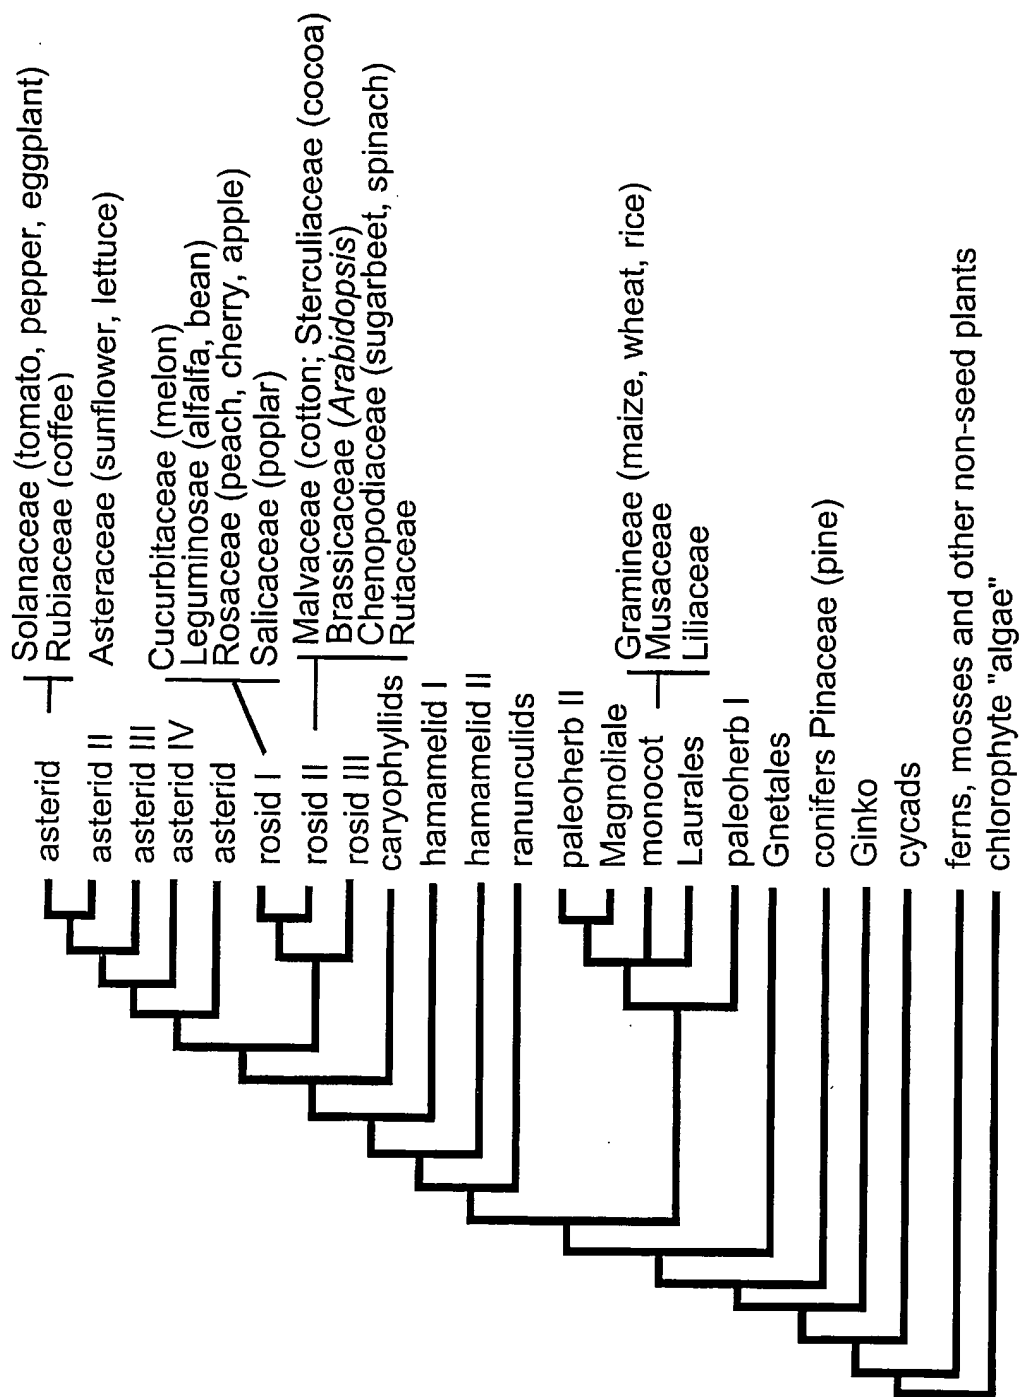 asterid
asterid II
asterid III
asterid IV
asterid
rosid I
rosid II
rosid III
caryophyllids
hamamelid I
hamamelid II
ranunculids
paleoherb II
Magnoliale
monocot
Laurales
paleoherb I
Gnetales
conifers Pinaceae (pine)
Ginko
cycads
ferns, mosses and other non-seed plants
chlorophyte "algae"
Solanaceae (tomato, pepper, eggplant)
Rubiaceae (coffee)
Asteraceae (sunflower, lettuce)
Cucurbitaceae (melon)
Leguminosae (alfalfa, bean)
Rosaceae (peach, cherry, apple)
Salicaceae (poplar)
Malvaceae (cotton; Sterculiaceae (cocoa)
Brassicaceae (Arabidopsis)
Chenopodiaceae (sugarbeet, spinach)
Rutaceae
Gramineae (maize, wheat, rice)
Musaceae
Liliaceae